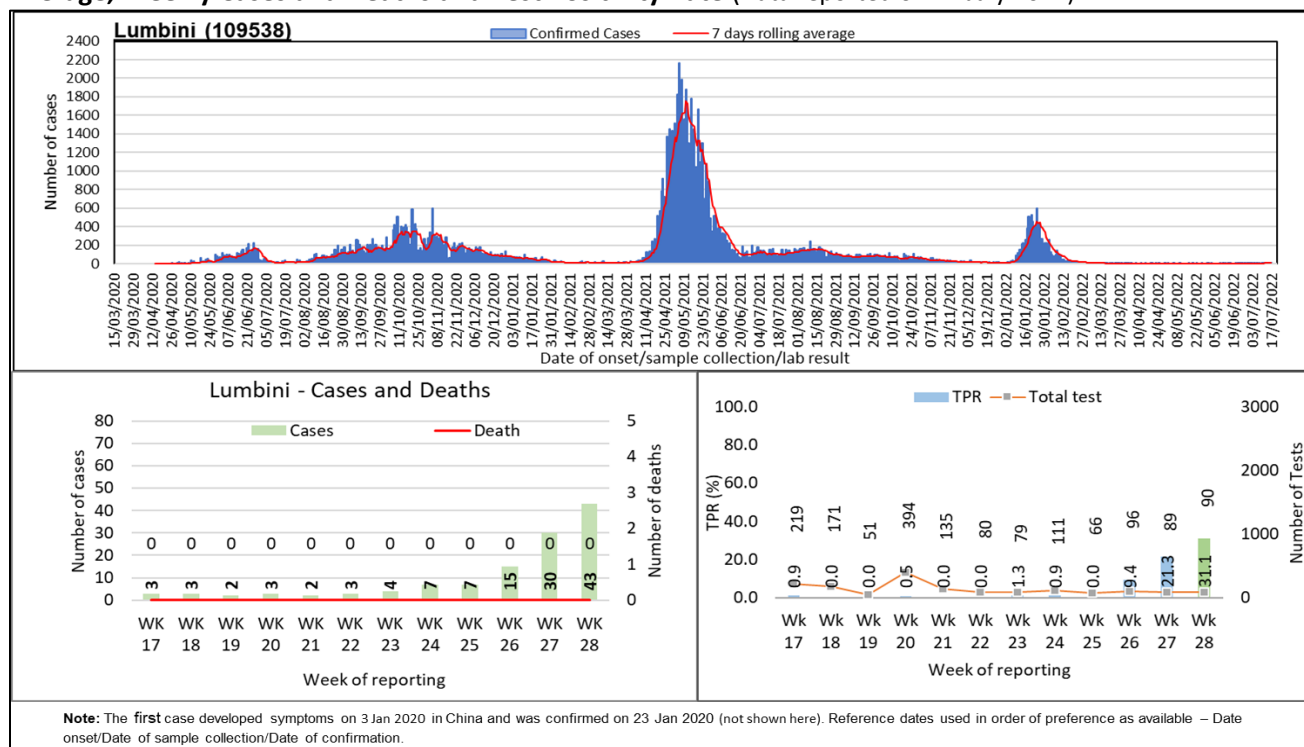 Lumbini (109538)
Confirmed Cases 7 days rolling average
Number of cases
2400
2200
2000
1800
1600
1400
1200
1000
800
600
400
200
0
15/03/2020 29/03/2020 12/04/2020 26/04/2020 10/05/2020 24/05/2020 07/06/2020 21/06/2020 05/07/2020 19/07/2020 02/08/2020 16/08/2020 30/08/2020 13/09/2020 27/09/2020 11/10/2020 25/10/2020 08/11/2020 22/11/2020 06/12/2020 20/12/2020 03/01/2021 17/01/2021 31/01/2021 14/02/2021 28/02/2021 14/03/2021 28/03/2021 11/04/2021 25/04/2021 09/05/2021 23/05/2021 06/06/2021 20/06/2021 04/07/2021 18/07/2021 01/08/2021 15/08/2021 29/08/2021 12/09/2021 26/09/2021 10/10/2021 24/10/2021 07/11/2021 21/11/2021 05/12/2021 19/12/2021 02/01/2022 16/01/2022 30/01/2022 13/02/2022 27/02/2022 13/03/2022 27/03/2022 10/04/2022 24/04/2022 08/05/2022 22/05/2022 05/06/2022 19/06/2022 03/07/2022 17/07/2022
Date of onset/sample collection/lab result
Lumbini - Cases and Deaths
Cases Death
Number of cases
80
70
60
50
40
30
20
10
0
0 0 0 0 0 0 0 0 0 0 0 0
3 3 2 3 2 3 4 7 7 15 30 43
5
4
3
2
1
0
Number of deaths
WK WK WK WK WK WK WK WK WK WK WK WK
17 18 19 20 21 22 23 24 25 26 27 28
Week of reporting
TPR Total test
TPR (%)
100.0
80.0
60.0
40.0
20.0
0.0
219 171 51 394 135 80 79 111 66 96 89 90
0.9 0.0 0.0 0.5 0.0 0.0 1.3 0.9 0.0 9.4 21.3 31.1
3000
2000
1000
0
Number of Tests
Wk Wk Wk Wk Wk Wk Wk Wk Wk Wk Wk Wk
17 18 19 20 21 22 23 24 25 26 27 28
Week of reporting
Note: The first case developed symptoms on 3 Jan 2020 in China and was confirmed on 23 Jan 2020 (not shown here). Reference dates used in order of preference as available – Date
onset/Date of sample collection/Date of confirmation.